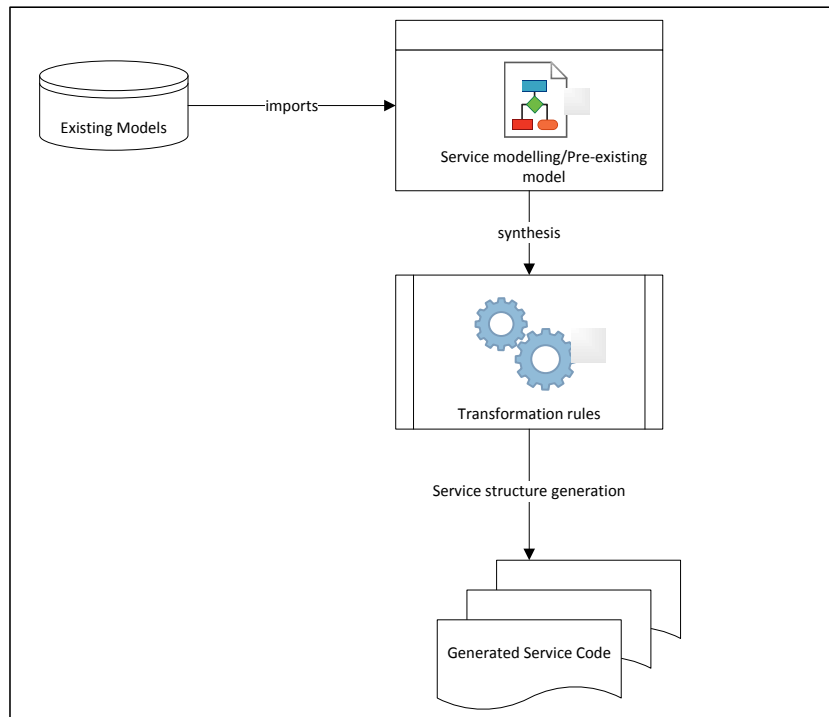 Existing Models
imports
Service modelling/Pre-existing
model
synthesis
Transformation rules
Service structure generation
Generated Service Code